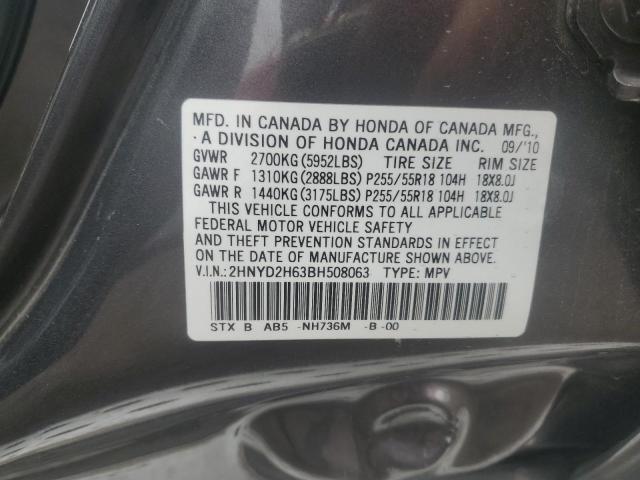 MFD. IN CANADA BY HONDA OF CANADA MFG.,
A DIVISION OF HONDA CANADA INC. 09/'10
GVWR 2700KG(5952LBS) TIRE SIZE RIM SIZE
GAWR F 1310KG(2888LBS) P255/55R18 104H 18X8.0J
GAWR R 1440KG(3175LBS) P255/55R18 104H 18X8.0J
THIS VEHICLE CONFORMS TO ALL APPLICABLE
FEDERAL MOTOR VEHICLE SAFETY
AND THEFT PREVENTION STANDARDS IN EFFECT
ON THE DATE OF MANUFACTURE SHOWN ABOVE.
V.I.N.: 2HNYD2H63BH508063 TYPE: MPV
STX B AB5 -NH736M -B-00